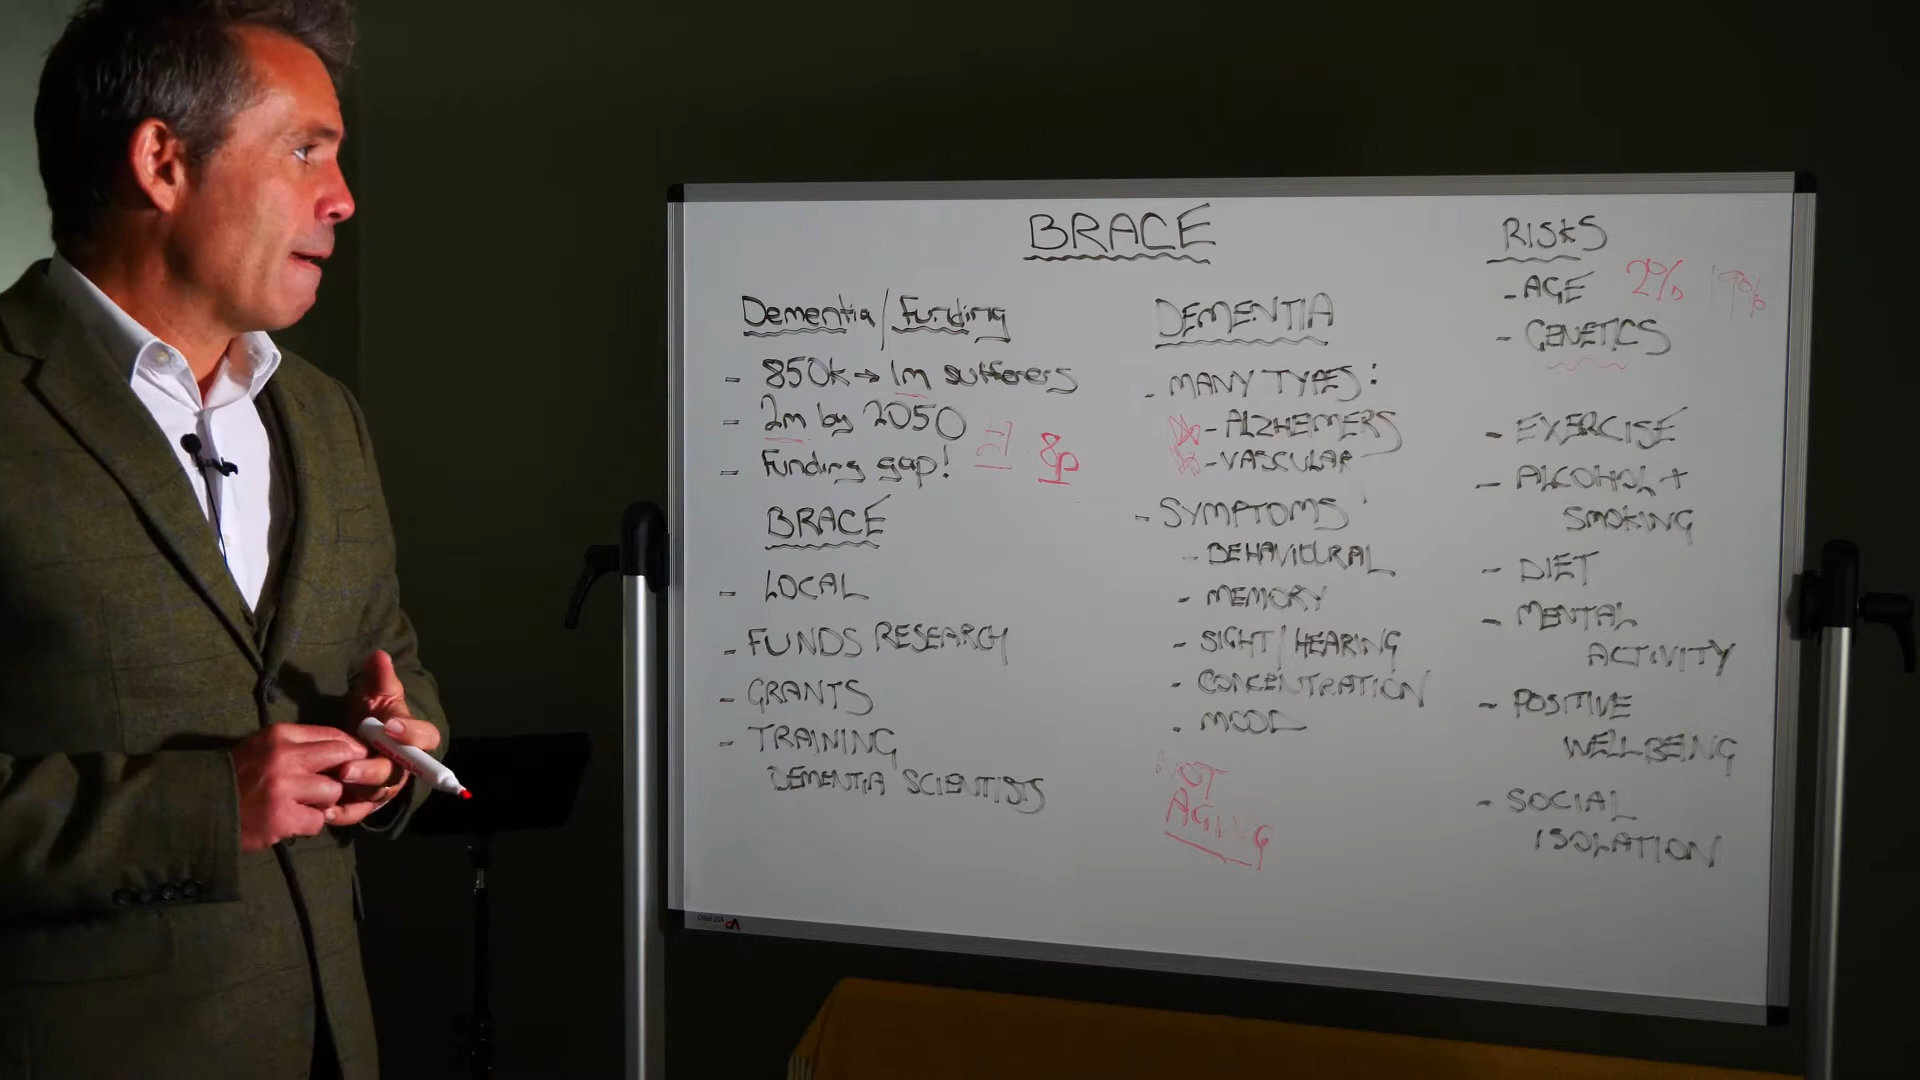 BRACE
Dementia/Funding
- 850k → 1m sufferers
- 2m by 2050
- Funding gap! £1 8p
BRACE
- LOCAL
- FUNDS RESEARCH
- GRANTS
- TRAINING
DEMENTIA SCIENTISTS
DEMENTIA
- MANY TYPES:
- ALZHEMERS
- VASCULAR
- SYMPTOMS
- BEHAVIOURAL
- MEMORY
- SIGHT/HEARING
- CONCENTRATION
- MOOD
NOT
AGING
RISKS
- AGE 2% 19%
- GENETICS
- EXERCISE
- ALCOHOL +
SMOKING
- DIET
- MENTAL
ACTIVITY
- POSITIVE
WELLBEING
- SOCIAL
ISOLATION